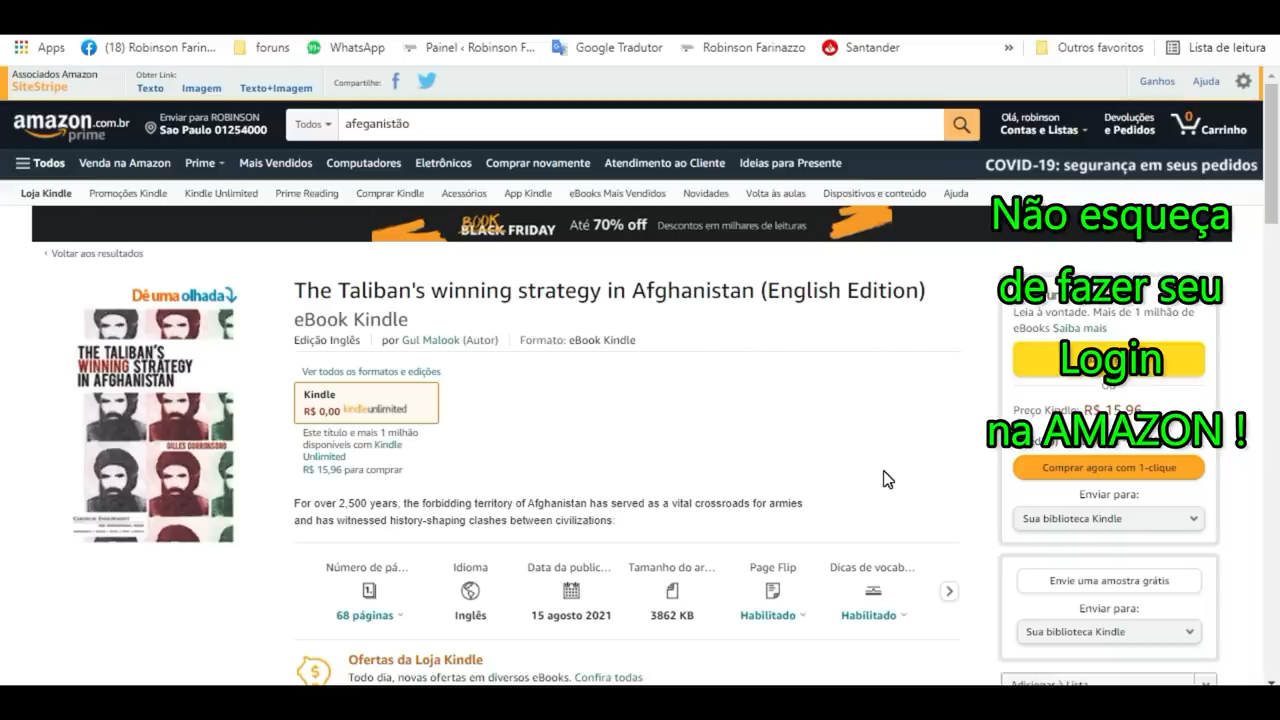 Apps (18) Robinson Farin... foruns WhatsApp Painel ‹ Robinson F... Google Tradutor Robinson Farinazzo Santander » Outros favoritos Lista de leitura
Associados Amazon
SiteStripe
Obter Link:
Texto Imagem Texto+Imagem
Compartilhe:
Ganhos Ajuda
amazon.com.br
prime
Enviar para ROBINSON
Sao Paulo 01254000
Todos afeganistão
Olá, robinson
Contas e Listas
Devoluções
e Pedidos
0
Carrinho
Todos Venda na Amazon Prime Mais Vendidos Computadores Eletrônicos Comprar novamente Atendimento ao Cliente Ideias para Presente COVID-19: segurança em seus pedidos
Loja Kindle Promoções Kindle Kindle Unlimited Prime Reading Comprar Kindle Acessórios App Kindle eBooks Mais Vendidos Novidades Volta às aulas Dispositivos e conteúdo Ajuda
BOOK
BLACK FRIDAY Até 70% off Descontos em milhares de leituras
Não esqueça
de fazer seu
Login
na AMAZON !
‹ Voltar aos resultados
Dê uma olhada
THE TALIBAN'S
WINNING STRATEGY
IN AFGHANISTAN
GILLES DORRONSORO
The Taliban's winning strategy in Afghanistan (English Edition)
eBook Kindle
Edição Inglês por Gul Malook (Autor) Formato: eBook Kindle
Ver todos os formatos e edições
Kindle
R$ 0,00 kindleunlimited
Este título e mais 1 milhão
disponíveis com Kindle
Unlimited
R$ 15,96 para comprar
For over 2,500 years, the forbidding territory of Afghanistan has served as a vital crossroads for armies
and has witnessed history-shaping clashes between civilizations.
Número de pá... Idioma Data da public... Tamanho do ar... Page Flip Dicas de vocab...
68 páginas Inglês 15 agosto 2021 3862 KB Habilitado Habilitado
Ofertas da Loja Kindle
Todo dia, novas ofertas em diversos eBooks. Confira todas
Leia à vontade. Mais de 1 milhão de
eBooks Saiba mais
ou
Preço Kindle: R$ 15,96
Comprar agora com 1-clique
Enviar para:
Sua biblioteca Kindle
Envie uma amostra grátis
Enviar para:
Sua biblioteca Kindle
Adicionar à Lista